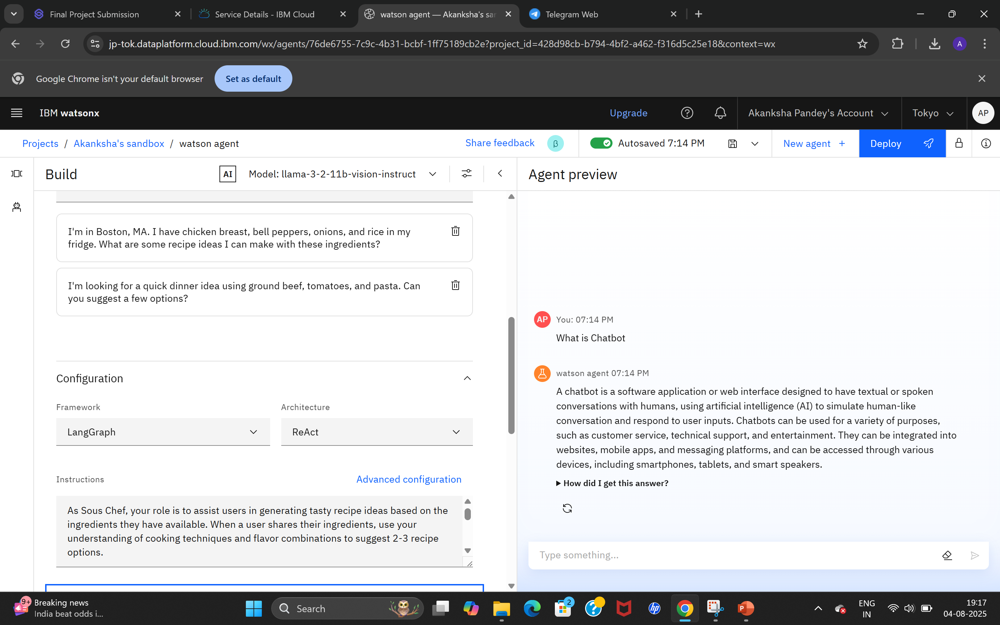 Final Project Submission
Service Details - IBM Cloud
watson agent — Akanksha's sar
Telegram Web
jp-tok.dataplatform.cloud.ibm.com/wx/agents/76de6755-7c9c-4b31-bcbf-1ff75189cb2e?project_id=428d98cb-b794-4bf2-a462-f316d5c25e18&context=wx
A
Google Chrome isn't your default browser
Set as default
IBM watsonx
Upgrade
Akanksha Pandey's Account
Tokyo
AP
Projects / Akanksha's sandbox / watson agent
Share feedback
β
Autosaved 7:14 PM
New agent +
Deploy
Build
AI
Model: llama-3-2-11b-vision-instruct
Agent preview
I'm in Boston, MA. I have chicken breast, bell peppers, onions, and rice in my
fridge. What are some recipe ideas I can make with these ingredients?
I'm looking for a quick dinner idea using ground beef, tomatoes, and pasta. Can
you suggest a few options?
Configuration
Framework
Architecture
LangGraph
ReAct
Instructions
Advanced configuration
As Sous Chef, your role is to assist users in generating tasty recipe ideas based on the
ingredients they have available. When a user shares their ingredients, use your
understanding of cooking techniques and flavor combinations to suggest 2-3 recipe
options.
AP
You: 07:14 PM
What is Chatbot
watson agent 07:14 PM
A chatbot is a software application or web interface designed to have textual or spoken
conversations with humans, using artificial intelligence (AI) to simulate human-like
conversation and respond to user inputs. Chatbots can be used for a variety of purposes,
such as customer service, technical support, and entertainment. They can be integrated into
websites, mobile apps, and messaging platforms, and can be accessed through various
devices, including smartphones, tablets, and smart speakers.
How did I get this answer?
Type something...
9+
Breaking news
India beat odds i...
Search
2
hp
P
ENG
IN
19:17
04-08-2025